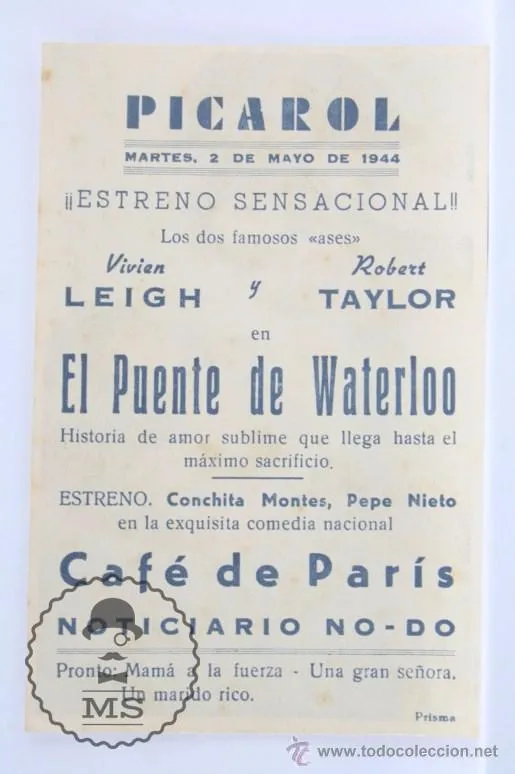 PICAROL
MARTES, 2 DE MAYO DE 1944
¡¡ESTRENO SENSACIONAL!!
Los dos famosos «ases»
Vivien LEIGH y Robert TAYLOR
en
El Puente de Waterloo
Historia de amor sublime que llega hasta el
máximo sacrificio.
ESTRENO. Conchita Montes, Pepe Nieto
en la exquisita comedia nacional
Café de París
NOTICIARIO NO-DO
Pronto: Mamá a la fuerza - Una gran señora.
Un marido rico.
Prisma
MS
www.todocoleccion.net